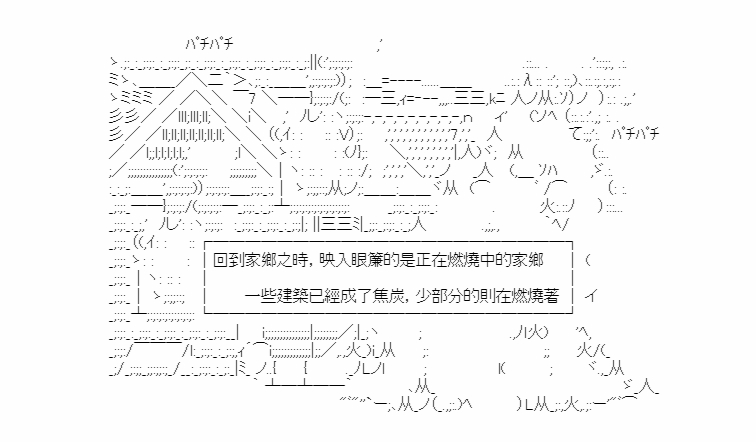 パチパチ
パチパチ
回到家鄉之時, 映入眼簾的是正在燃燒中的家鄉
一些建築已經成了焦炭, 少部分的則在燃燒著